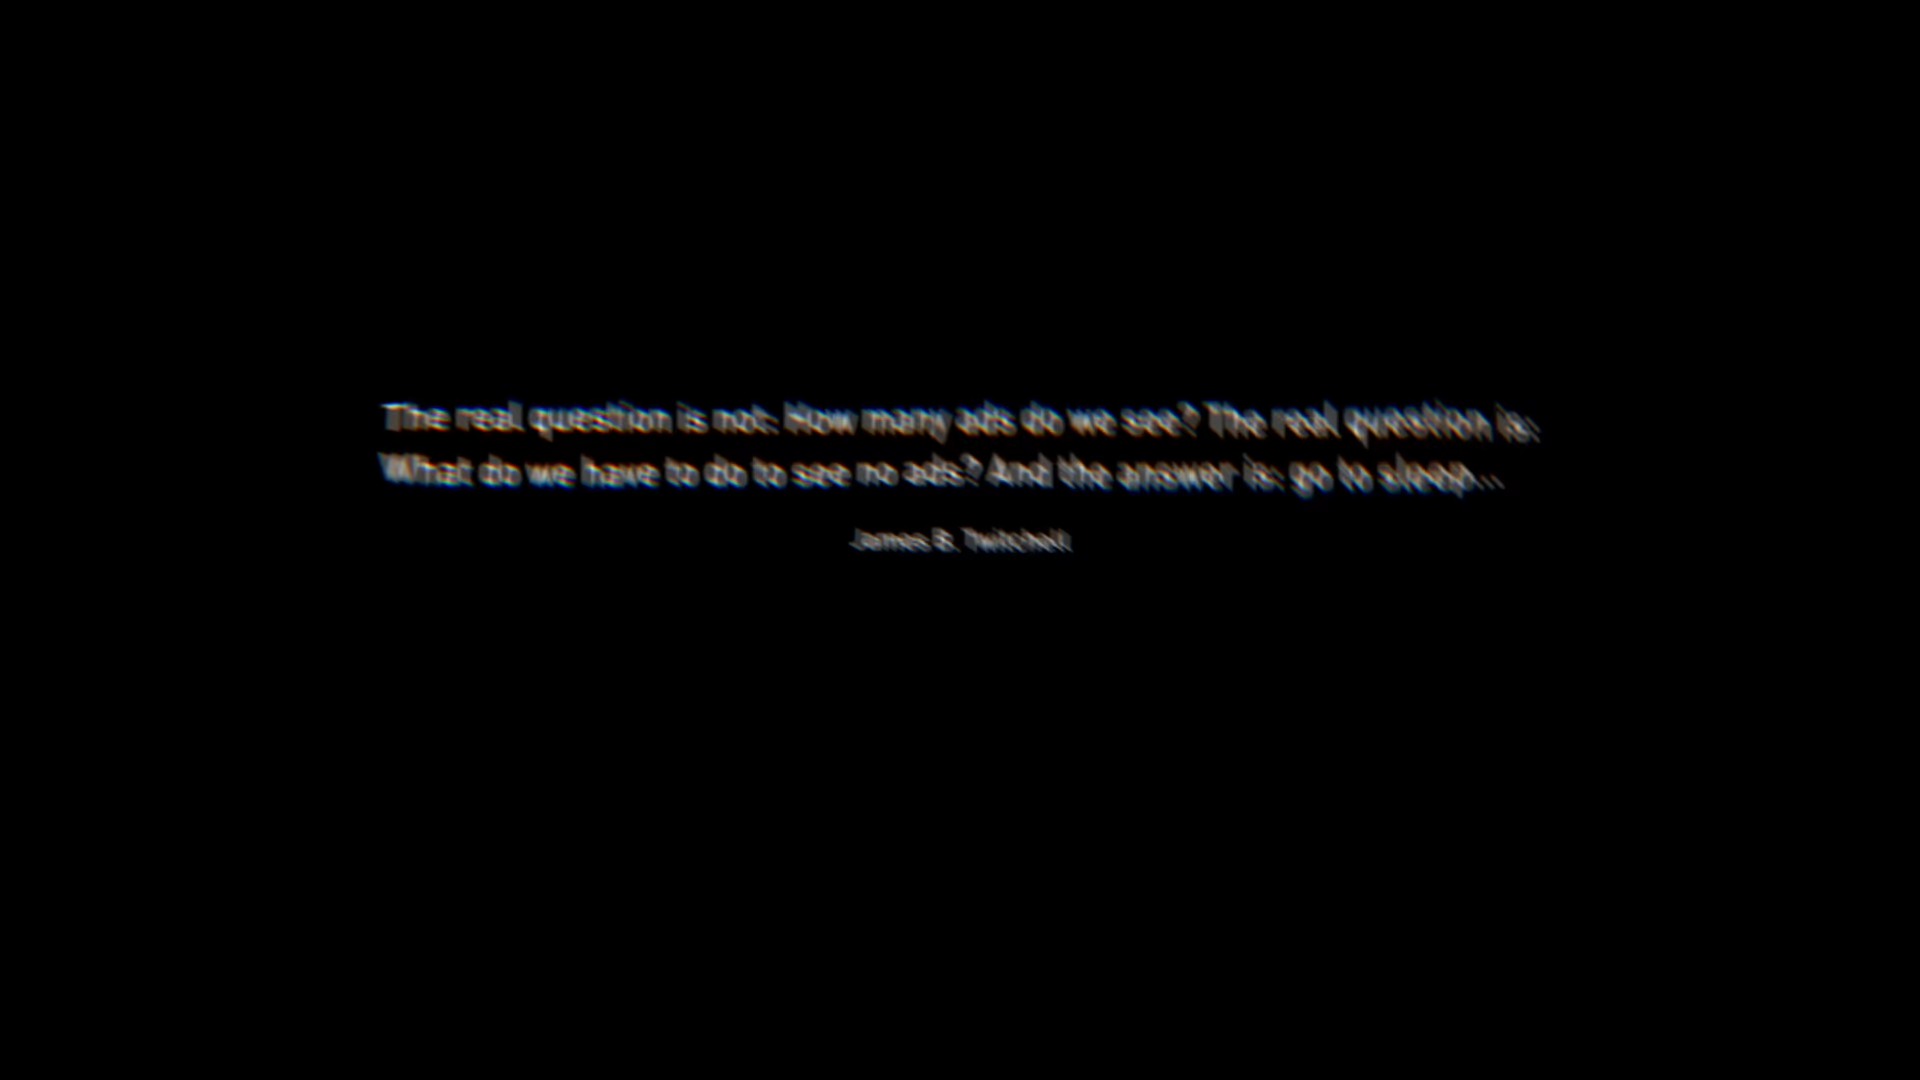 The real question is not: How many ads do we see? The real question is:
What do we have to do to see no ads? And the answer is: go to sleep...
James B. Twitchell